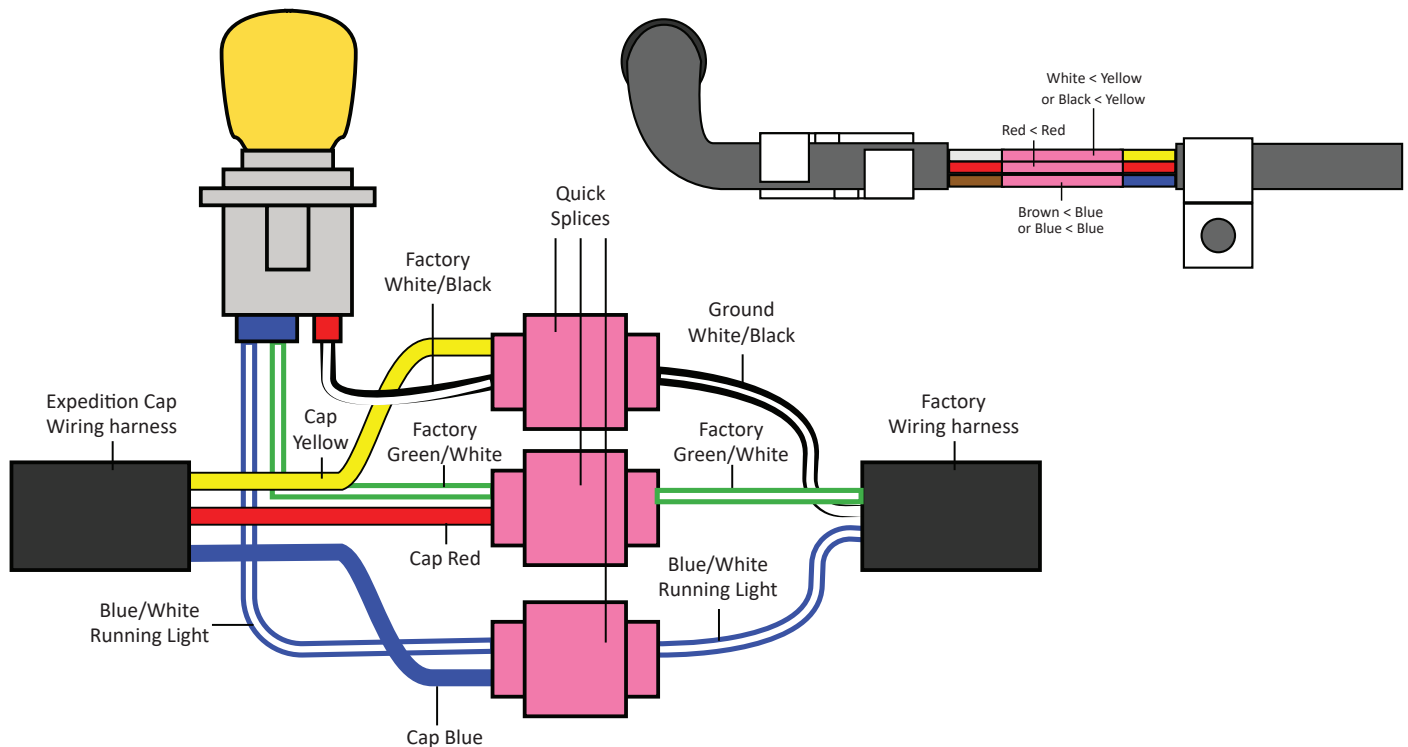 White < Yellow
or Black < Yellow
Red < Red
Brown < Blue
or Blue < Blue
Quick
Splices
Factory
White/Black
Ground
White/Black
Expedition Cap
Wiring harness
Cap
Yellow
Factory
Green/White
Factory
Green/White
Factory
Wiring harness
Cap Red
Blue/White
Running Light
Blue/White
Running Light
Cap Blue